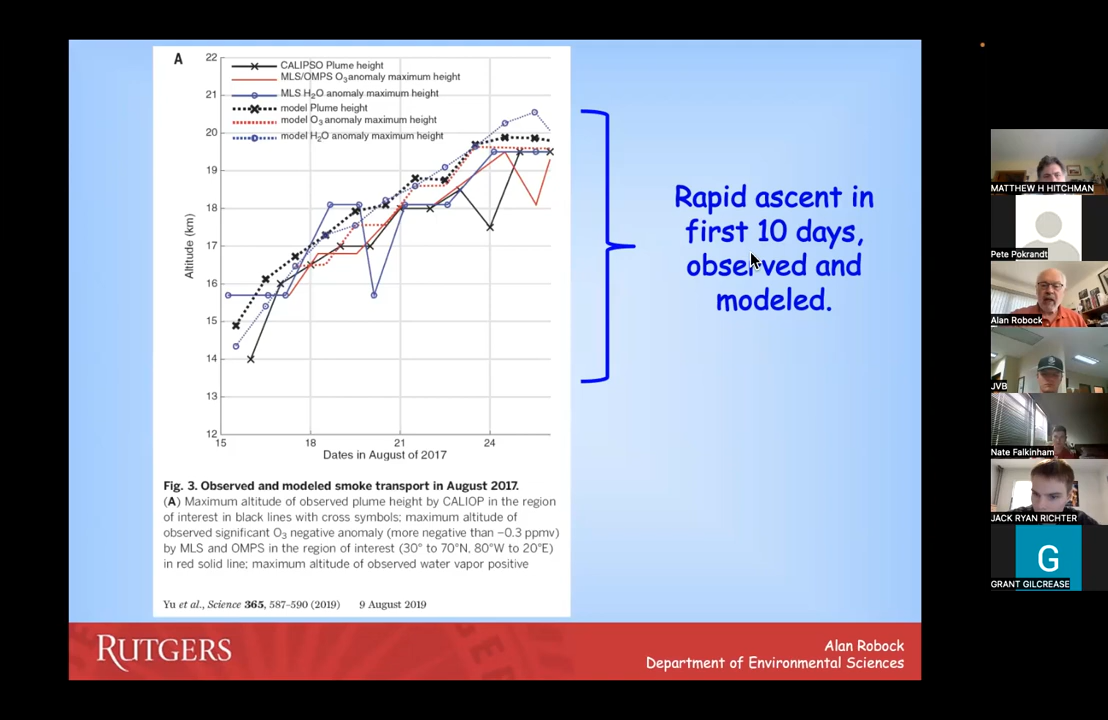 A
22
21
20
19
18
17
16
15
14
13
12
Altitude (km)
CALIPSO Plume height
MLS/OMPS O₃ anomaly maximum height
MLS H₂O anomaly maximum height
model Plume height
model O₃ anomaly maximum height
model H₂O anomaly maximum height
15 18 21 24
Dates in August of 2017
Rapid ascent in
first 10 days,
observed and
modeled.
Fig. 3. Observed and modeled smoke transport in August 2017.
(A) Maximum altitude of observed plume height by CALIOP in the region
of interest in black lines with cross symbols; maximum altitude of
observed significant O₃ negative anomaly (more negative than −0.3 ppmv)
by MLS and OMPS in the region of interest (30° to 70°N, 80°W to 20°E)
in red solid line; maximum altitude of observed water vapor positive
Yu et al., Science 365, 587–590 (2019) 9 August 2019
RUTGERS
Alan Robock
Department of Environmental Sciences
MATTHEW H HITCHMAN
Pete Pokrandt
Alan Robock
JVB
Nate Falkinham
JACK RYAN RICHTER
G
GRANT GILCREASE